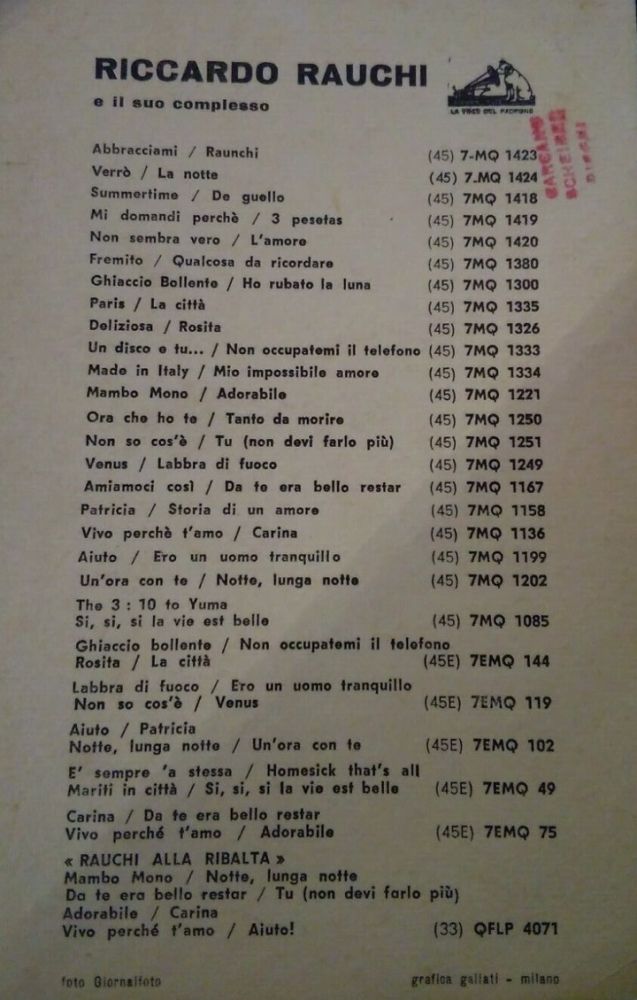 RICCARDO RAUCHI
e il suo complesso
LA VOCE DEL PADRONE
Abbracciami / Raunchi (45) 7-MQ 1423
Verrò / La notte (45) 7-MQ 1424
Summertime / De guello (45) 7MQ 1418
Mi domandi perchè / 3 pesetas (45) 7MQ 1419
Non sembra vero / L'amore (45) 7MQ 1420
Fremito / Qualcosa da ricordare (45) 7MQ 1380
Ghiaccio Bollente / Ho rubato la luna (45) 7MQ 1300
Paris / La città (45) 7MQ 1335
Deliziosa / Rosita (45) 7MQ 1326
Un disco e tu... / Non occupatemi il telefono (45) 7MQ 1333
Made in Italy / Mio impossibile amore (45) 7MQ 1334
Mambo Mono / Adorabile (45) 7MQ 1221
Ora che ho te / Tanto da morire (45) 7MQ 1250
Non so cos'è / Tu (non devi farlo più) (45) 7MQ 1251
Venus / Labbra di fuoco (45) 7MQ 1249
Amiamoci così / Da te era bello restar (45) 7MQ 1167
Patricia / Storia di un amore (45) 7MQ 1158
Vivo perchè t'amo / Carina (45) 7MQ 1136
Aiuto / Ero un uomo tranquillo (45) 7MQ 1199
Un'ora con te / Notte, lunga notte (45) 7MQ 1202
The 3 : 10 to Yuma
Si, si, si la vie est belle (45) 7MQ 1085
Ghiaccio bollente / Non occupatemi il telefono
Rosita / La città (45E) 7EMQ 144
Labbra di fuoco / Ero un uomo tranquillo
Non so cos'è / Venus (45E) 7EMQ 119
Aiuto / Patricia
Notte, lunga notte / Un'ora con te (45E) 7EMQ 102
E' sempre 'a stessa / Homesick that's all
Mariti in città / Si, si, si la vie est belle (45E) 7EMQ 49
Carina / Da te era bello restar
Vivo perché t'amo / Adorabile (45E) 7EMQ 75
« RAUCHI ALLA RIBALTA »
Mambo Mono / Notte, lunga notte
Da te era bello restar / Tu (non devi farlo più)
Adorabile / Carina
Vivo perché t'amo / Aiuto! (33) QFLP 4071
foto Giornalfoto
grafica gallati - milano